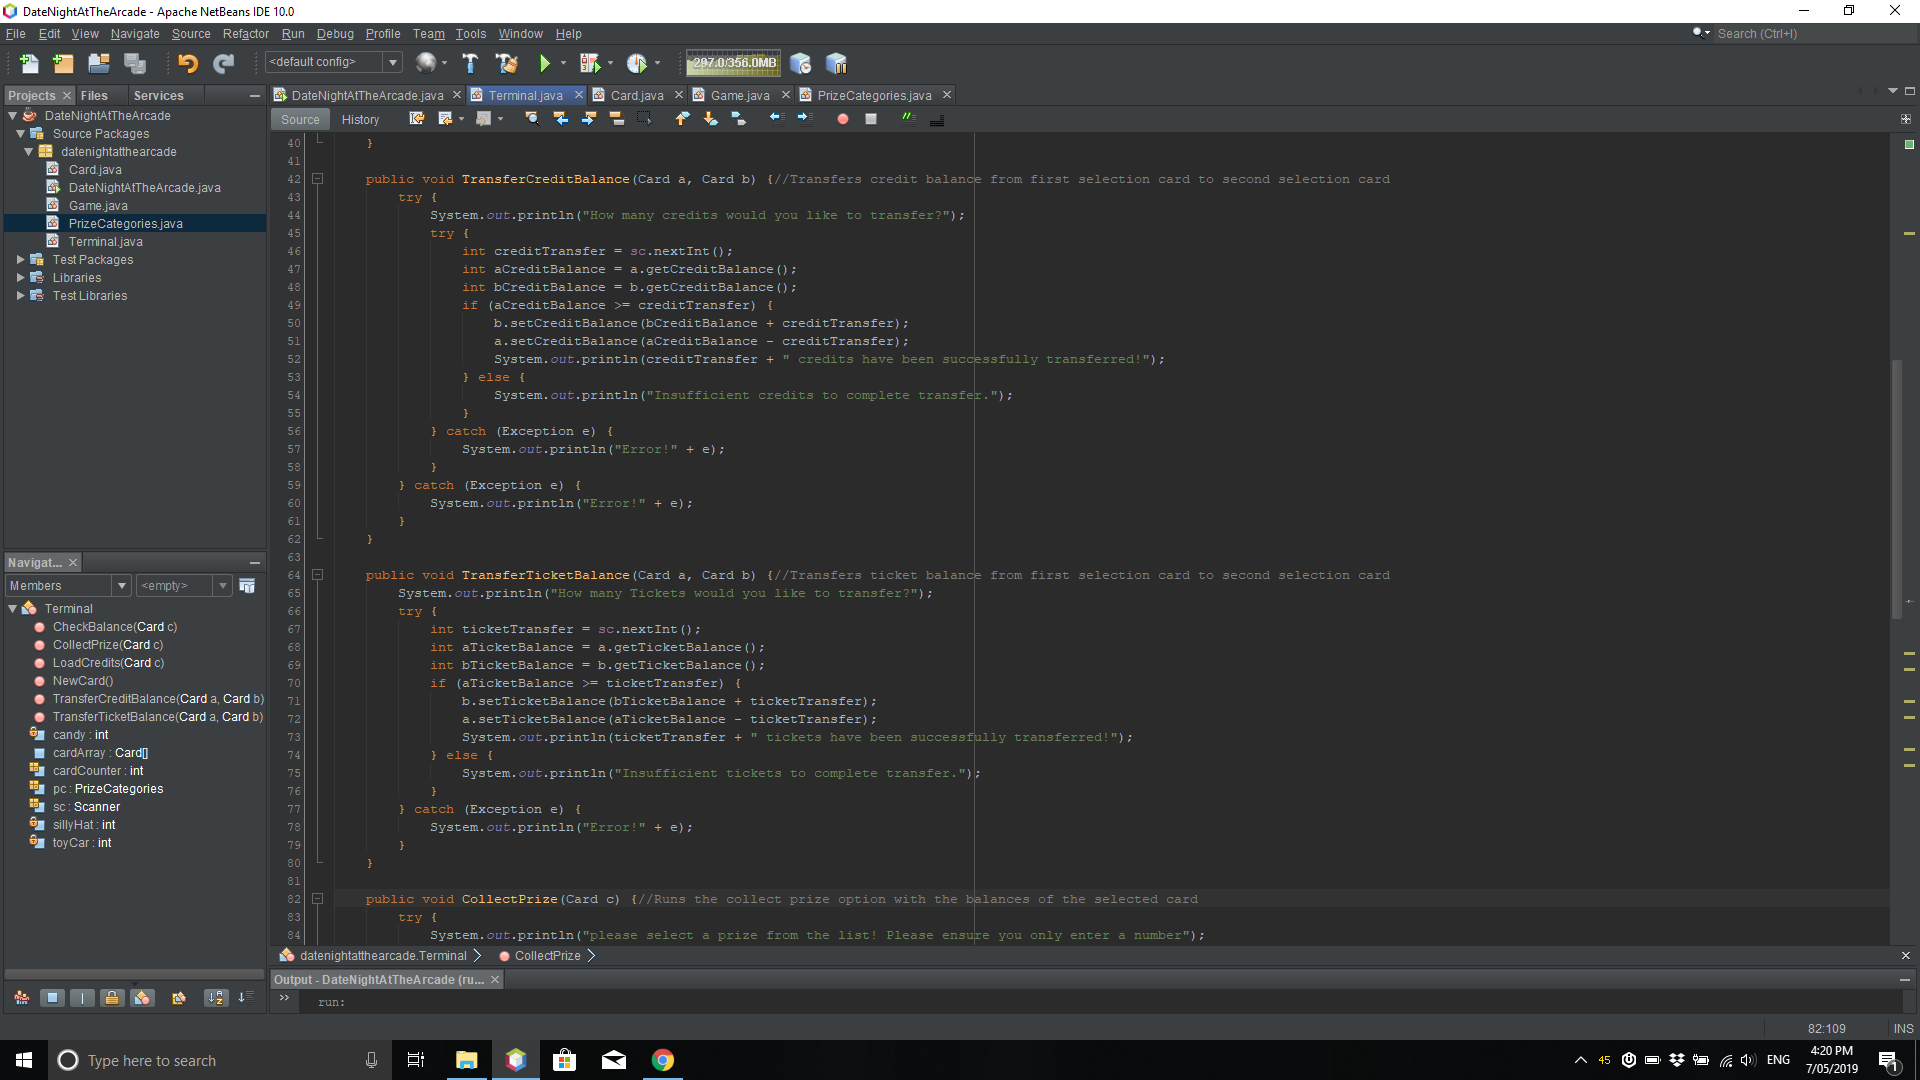 DateNightAtTheArcade - Apache NetBeans IDE 10.0
File Edit View Navigate Source Refactor Run Debug Profile Team Tools Window Help
Search (Ctrl+I)
<default config>
297.0/356.0MB
Projects Files Services
DateNightAtTheArcade
Source Packages
datenightatthearcade
Card.java
DateNightAtTheArcade.java
Game.java
PrizeCategories.java
Terminal.java
Test Packages
Libraries
Test Libraries
Navigat...
Members <empty>
Terminal
CheckBalance(Card c)
CollectPrize(Card c)
LoadCredits(Card c)
NewCard()
TransferCreditBalance(Card a, Card b)
TransferTicketBalance(Card a, Card b)
candy : int
cardArray : Card[]
cardCounter : int
pc : PrizeCategories
sc : Scanner
sillyHat : int
toyCar : int
DateNightAtTheArcade.java Terminal.java Card.java Game.java PrizeCategories.java
Source History
40 }
41
42 public void TransferCreditBalance(Card a, Card b) {//Transfers credit balance from first selection card to second selection card
43 try {
44 System.out.println("How many credits would you like to transfer?");
45 try {
46 int creditTransfer = sc.nextInt();
47 int aCreditBalance = a.getCreditBalance();
48 int bCreditBalance = b.getCreditBalance();
49 if (aCreditBalance >= creditTransfer) {
50 b.setCreditBalance(bCreditBalance + creditTransfer);
51 a.setCreditBalance(aCreditBalance - creditTransfer);
52 System.out.println(creditTransfer + " credits have been successfully transferred!");
53 } else {
54 System.out.println("Insufficient credits to complete transfer.");
55 }
56 } catch (Exception e) {
57 System.out.println("Error!" + e);
58 }
59 } catch (Exception e) {
60 System.out.println("Error!" + e);
61 }
62 }
63
64 public void TransferTicketBalance(Card a, Card b) {//Transfers ticket balance from first selection card to second selection card
65 System.out.println("How many Tickets would you like to transfer?");
66 try {
67 int ticketTransfer = sc.nextInt();
68 int aTicketBalance = a.getTicketBalance();
69 int bTicketBalance = b.getTicketBalance();
70 if (aTicketBalance >= ticketTransfer) {
71 b.setTicketBalance(bTicketBalance + ticketTransfer);
72 a.setTicketBalance(aTicketBalance - ticketTransfer);
73 System.out.println(ticketTransfer + " tickets have been successfully transferred!");
74 } else {
75 System.out.println("Insufficient tickets to complete transfer.");
76 }
77 } catch (Exception e) {
78 System.out.println("Error!" + e);
79 }
80 }
81
82 public void CollectPrize(Card c) {//Runs the collect prize option with the balances of the selected card
83 try {
84 System.out.println("please select a prize from the list! Please ensure you only enter a number");
datenightatthearcade.Terminal CollectPrize
Output - DateNightAtTheArcade (ru...
run:
82:109 INS
Type here to search
45 ENG
4:20 PM
7/05/2019
1